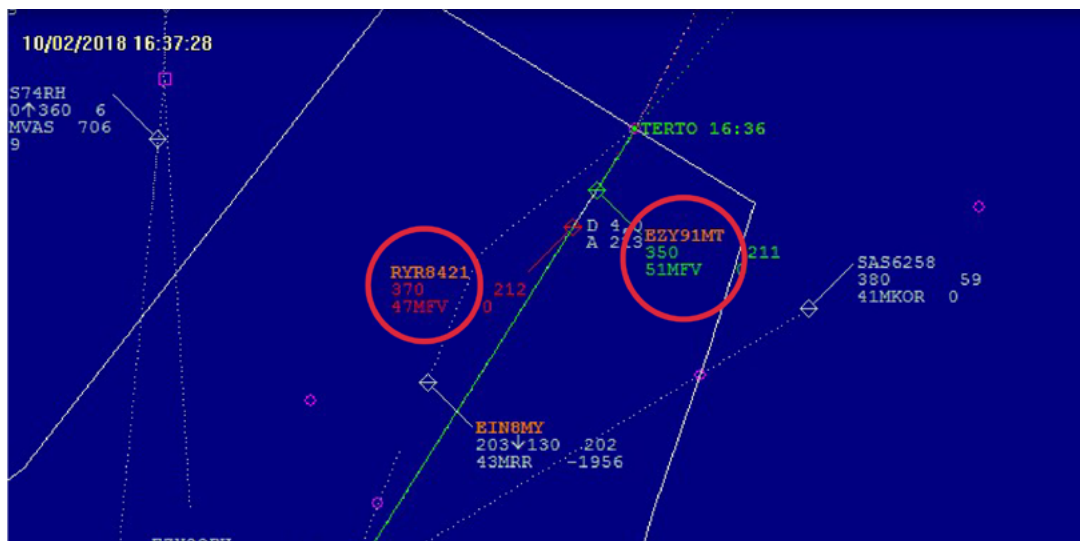 10/02/2018 16:37:28
S74RH
0↑360 6
MVAS 706
9
TERTO 16:36
D 4,0
A 213
EZY91MT
350 211
51MFV 0
RYR8421
370 212
47MFV 0
SAS6258
380 59
41MKOR 0
EIN8MY
203↓130 202
43MRR -1956